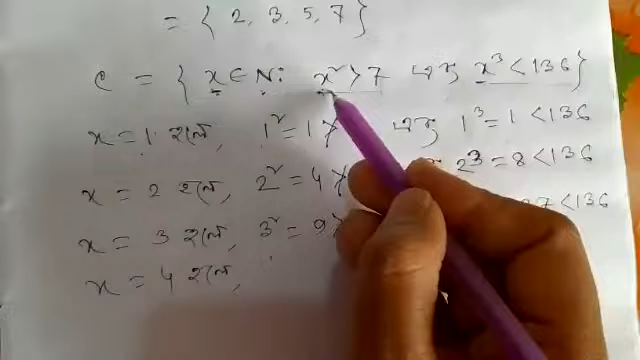 = { 2, 3, 5, 7 }
C = { x ∈ N: x² > 7 এবং x³ < 136 }
x = 1 হলে, 1² = 1 ≯ এবং 1³ = 1 < 136
x = 2 হলে, 2² = 4 ≯ 2³ = 8 < 136
x = 3 হলে, 3² = 9 > 27 < 136
x = 4 হলে,